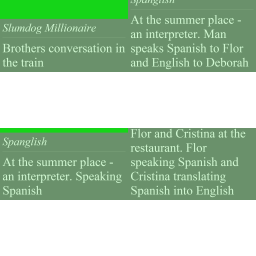 Slumdog Millionaire
Brothers conversation in
the train
Spanglish
At the summer place -
an interpreter. Man
speaks Spanish to Flor
and English to Deborah
Spanglish
At the summer place -
an interpreter. Speaking
Spanish
Flor and Cristina at the
restaurant. Flor
speaking Spanish and
Cristina translating
Spanish into English